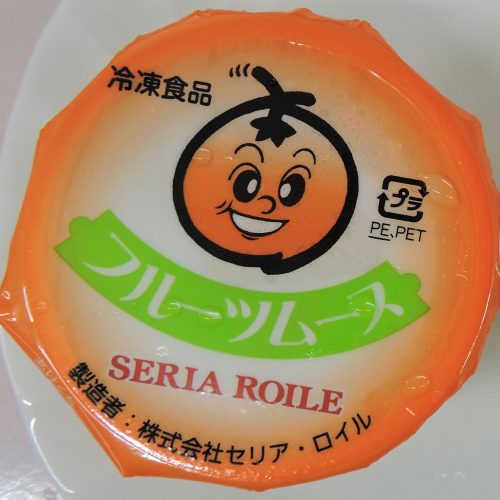 冷凍食品
プラ
PE, PET
フルーツムース
SERIA ROILE
製造者：株式会社セリア・ロイル